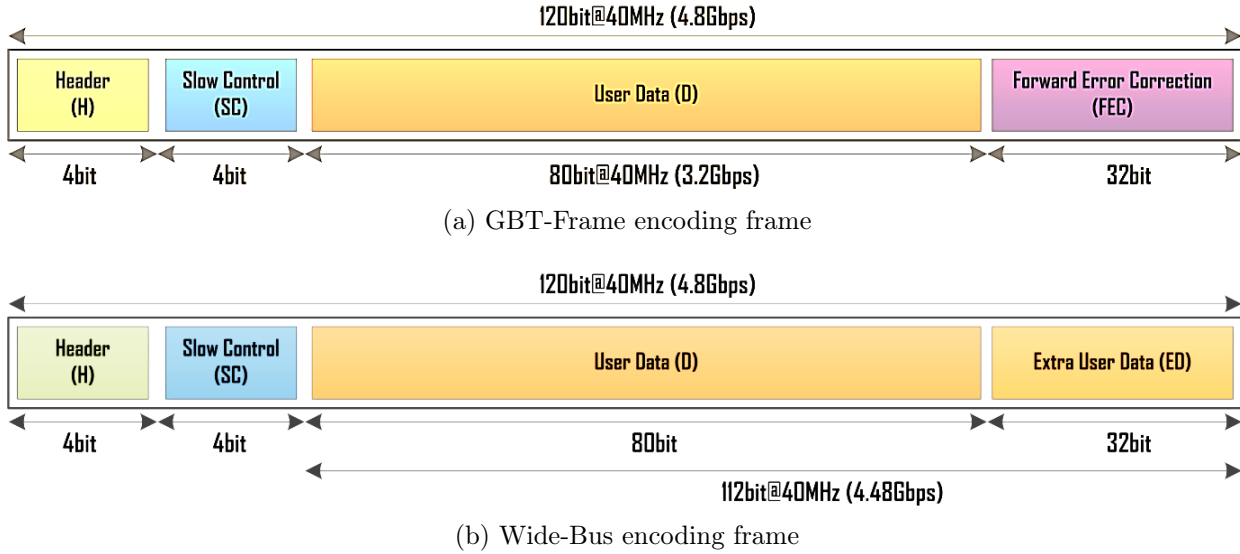 120bit@40MHz (4.8Gbps)
Header
(H)
Slow Control
(SC)
User Data (D)
Forward Error Correction
(FEC)
4bit
4bit
80bit@40MHz (3.2Gbps)
32bit
(a) GBT-Frame encoding frame
120bit@40MHz (4.8Gbps)
Header
(H)
Slow Control
(SC)
User Data (D)
Extra User Data (ED)
4bit
4bit
80bit
32bit
112bit@40MHz (4.48Gbps)
(b) Wide-Bus encoding frame